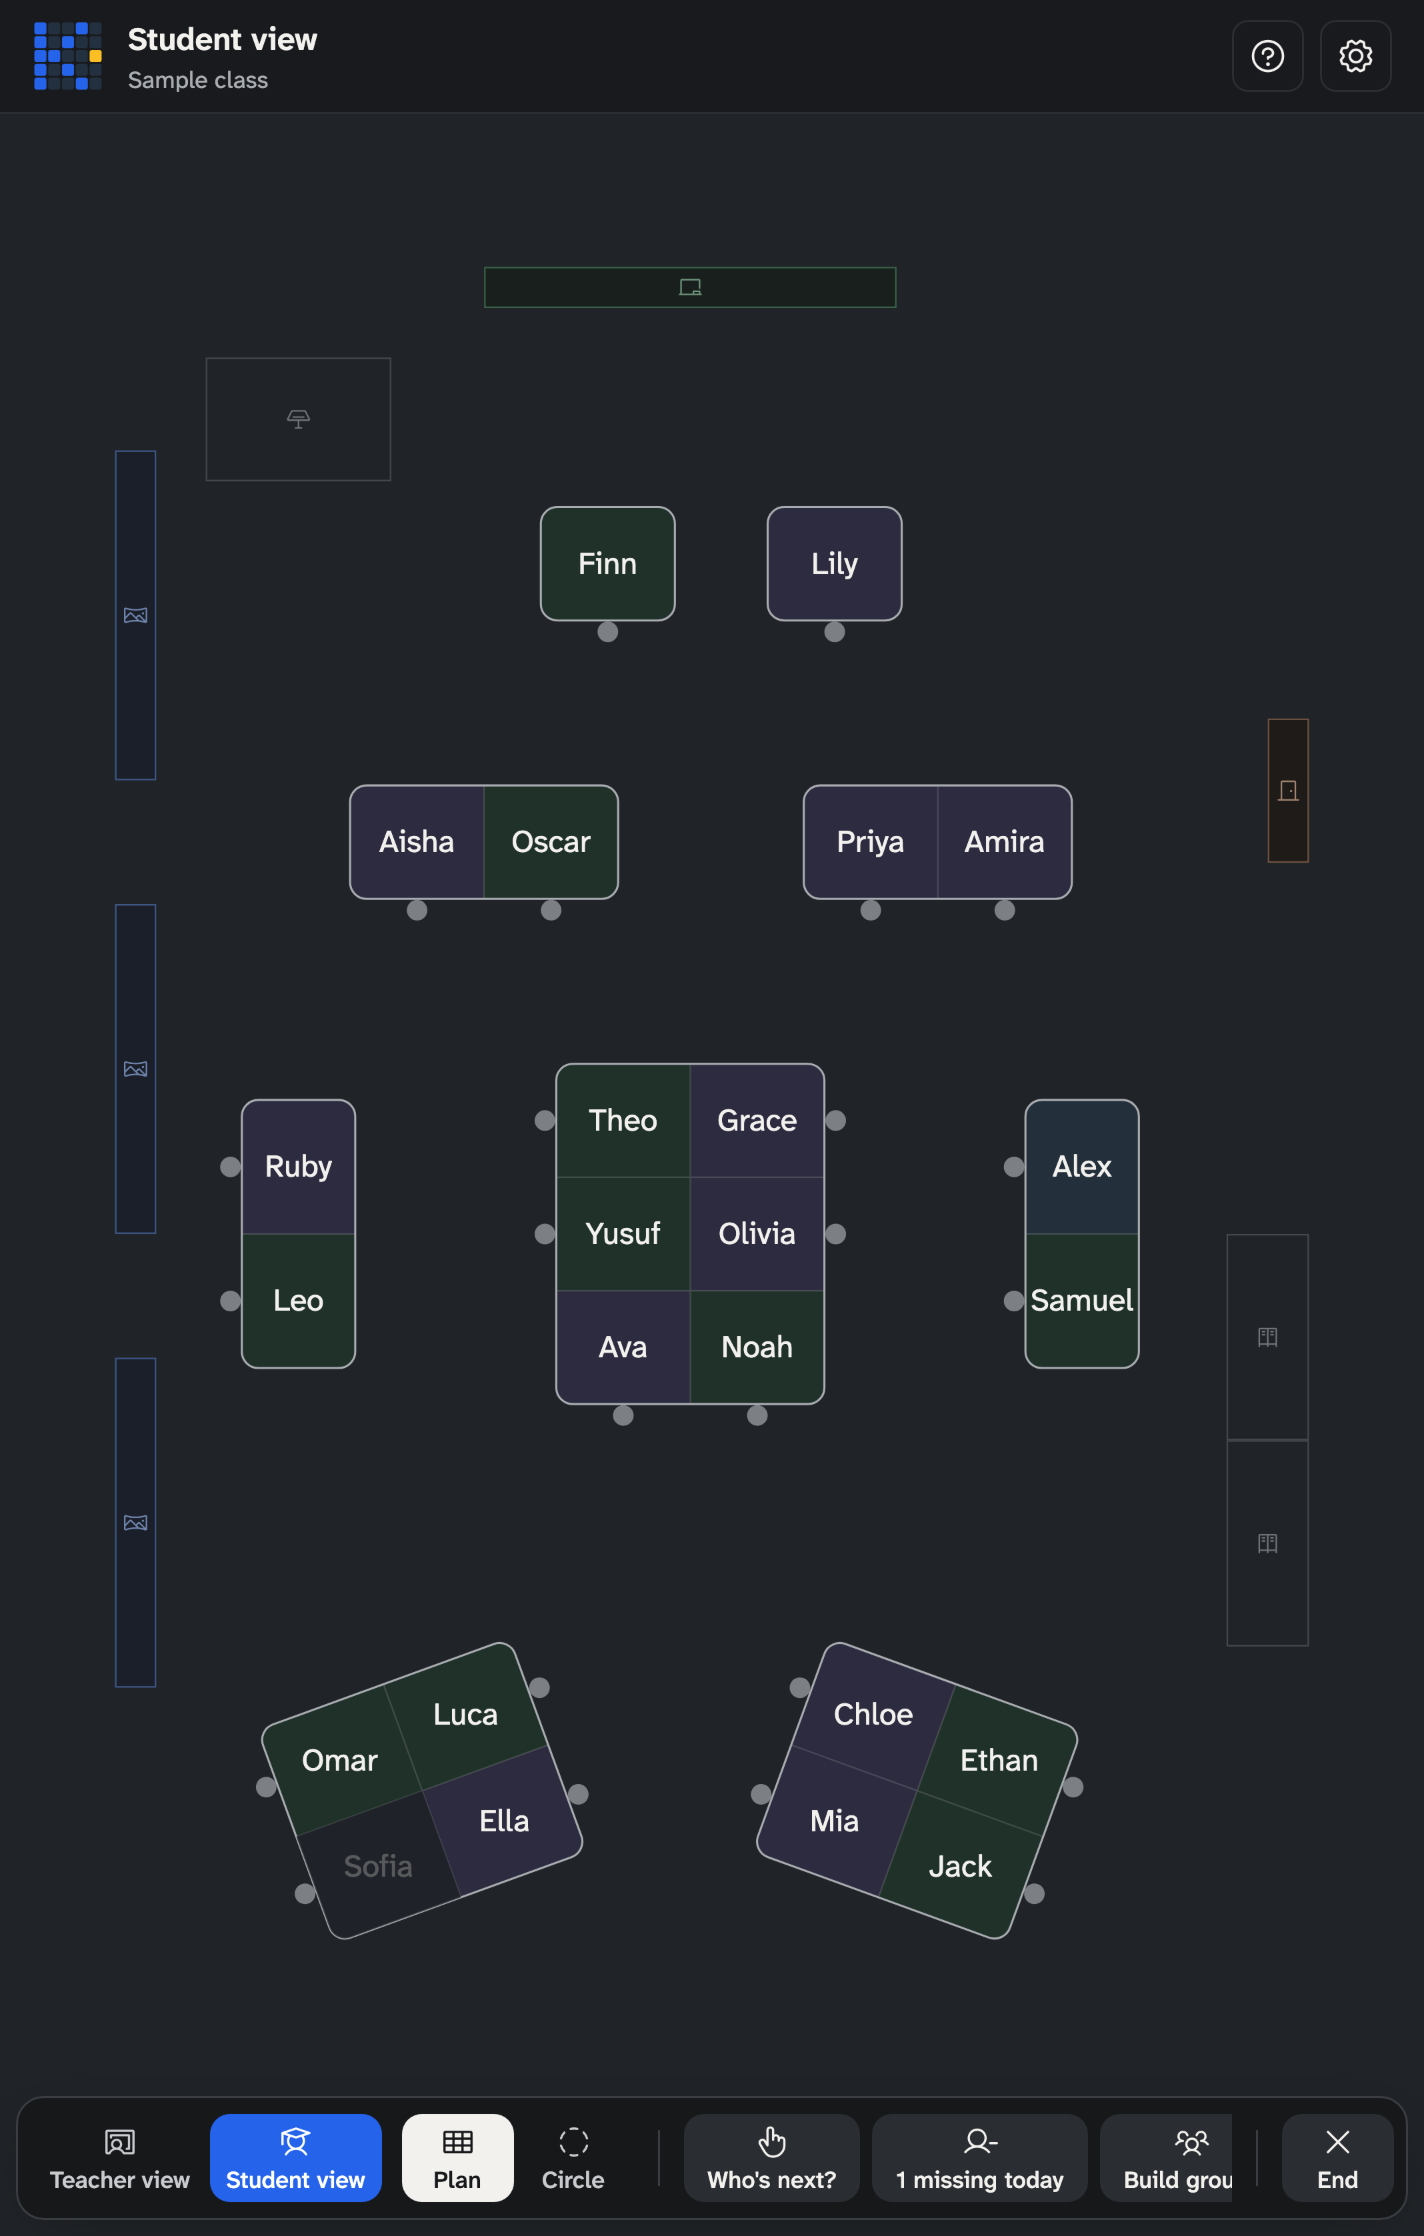 Student view
Sample class
Finn
Lily
Aisha
Oscar
Priya
Amira
Ruby
Leo
Theo
Grace
Yusuf
Olivia
Ava
Noah
Alex
Samuel
Omar
Luca
Sofia
Ella
Chloe
Ethan
Mia
Jack
Teacher view
Student view
Plan
Circle
Who's next?
1 missing today
Build grou
End